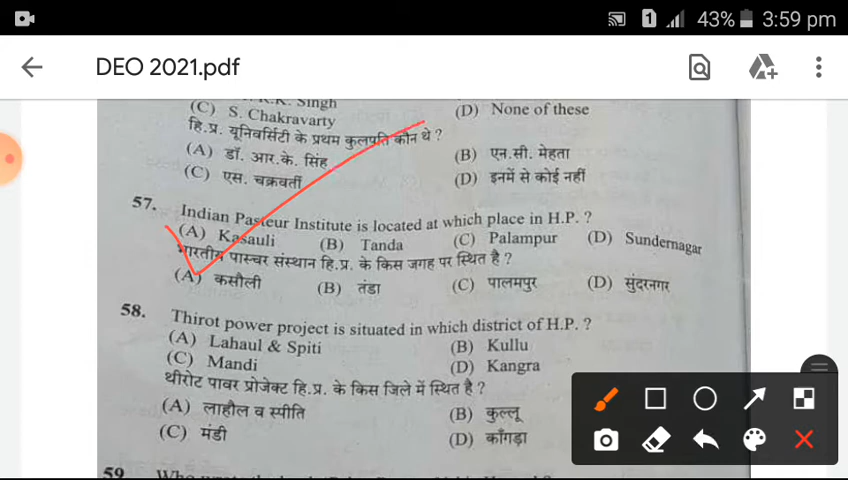 43% 3:59 pm
1
DEO 2021.pdf
Singh
(C) S. Chakravarty
(D) None of these
हि.प्र. यूनिवर्सिटी के प्रथम कुलपति कौन थे ?
(A) डॉ. आर.के. सिंह
(B) एन.सी. मेहता
(C) एस. चक्रवर्ती
(D) इनमें से कोई नहीं
57. Indian Pasteur Institute is located at which place in H.P. ?
(A) Kasauli (B) Tanda (C) Palampur (D) Sundernagar
भारतीय पास्चर संस्थान हि.प्र. के किस जगह पर स्थित है ?
(A) कसौली (B) तंडा (C) पालमपुर (D) सुंदरनगर
58. Thirot power project is situated in which district of H.P. ?
(A) Lahaul & Spiti (B) Kullu
(C) Mandi (D) Kangra
थीरोट पावर प्रोजेक्ट हि.प्र. के किस जिले में स्थित है ?
(A) लाहौल व स्पीति (B) कुल्लू
(C) मंडी (D) काँगड़ा
59